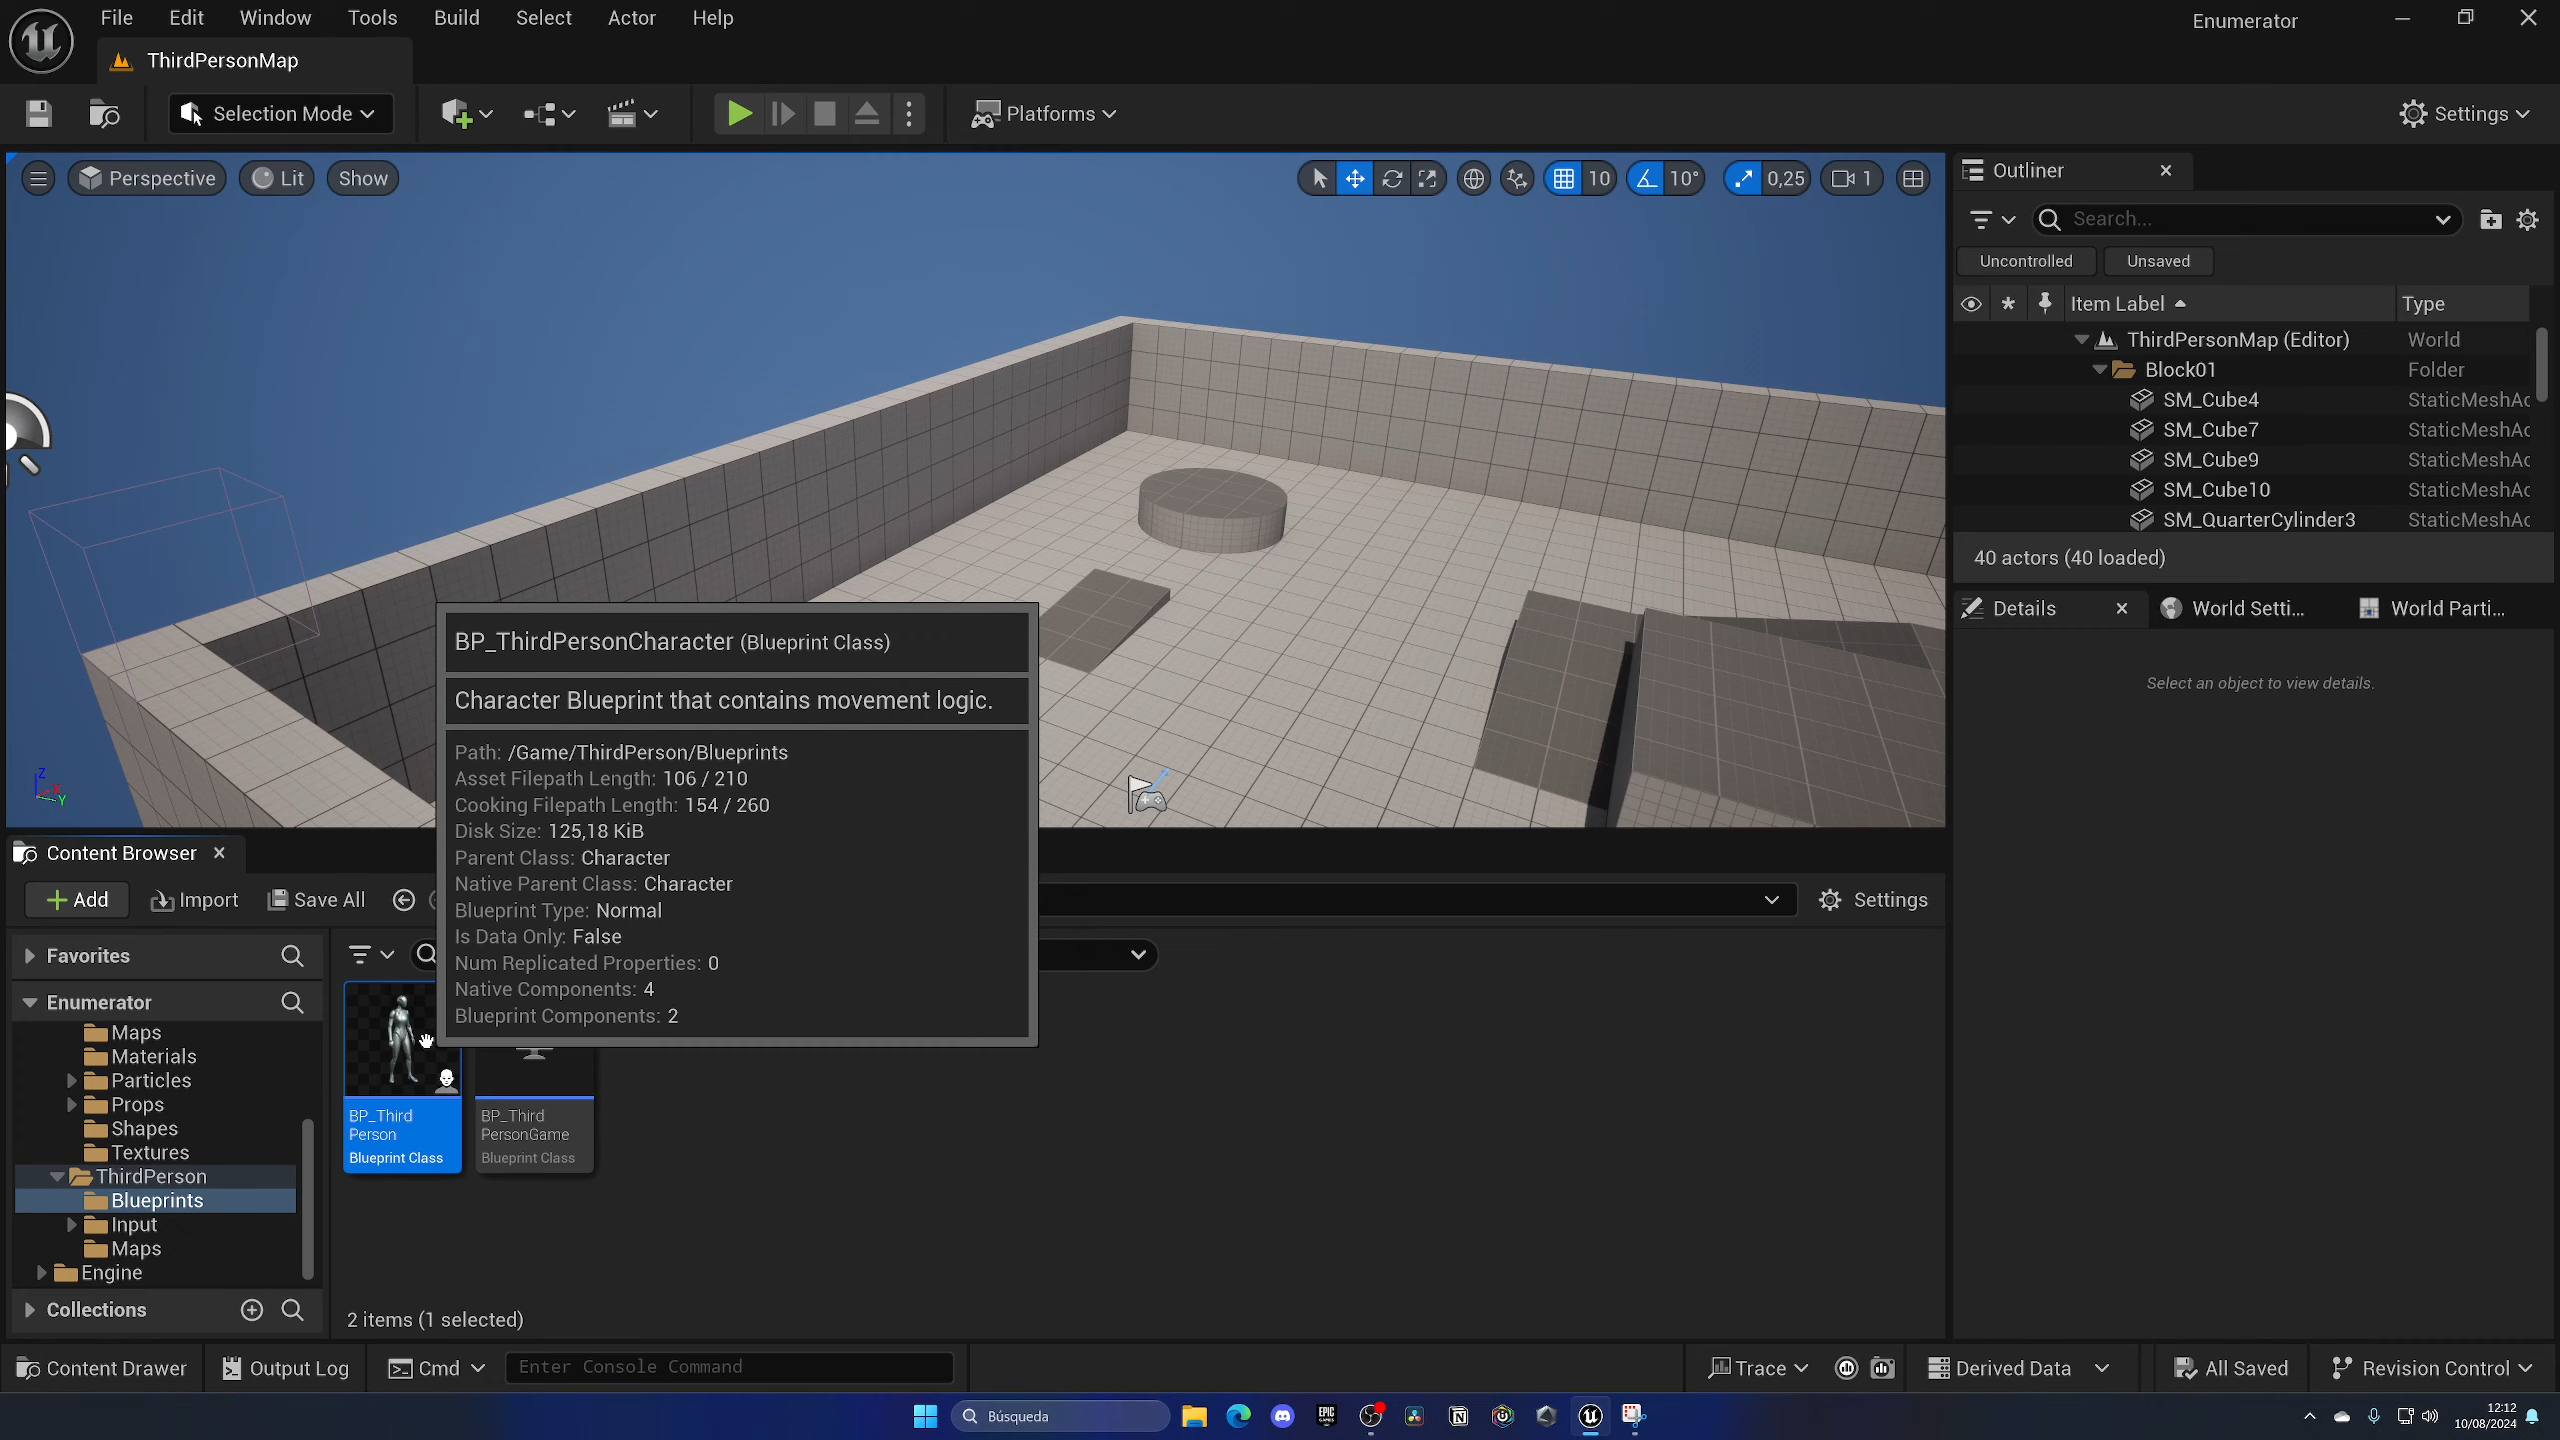 File Edit Window Tools Build Select Actor Help
Enumerator
ThirdPersonMap
Selection Mode
Platforms
Settings
Perspective
Lit
Show
10
10°
0,25
1
Outliner
Search...
Uncontrolled
Unsaved
Item Label
Type
ThirdPersonMap (Editor) World
Block01 Folder
SM_Cube4 StaticMeshAc
SM_Cube7 StaticMeshAc
SM_Cube9 StaticMeshAc
SM_Cube10 StaticMeshAc
SM_QuarterCylinder3 StaticMeshAc
40 actors (40 loaded)
Details
World Setti...
World Parti...
Select an object to view details.
BP_ThirdPersonCharacter (Blueprint Class)
Character Blueprint that contains movement logic.
Path: /Game/ThirdPerson/Blueprints
Asset Filepath Length: 106 / 210
Cooking Filepath Length: 154 / 260
Disk Size: 125,18 KiB
Parent Class: Character
Native Parent Class: Character
Blueprint Type: Normal
Is Data Only: False
Num Replicated Properties: 0
Native Components: 4
Blueprint Components: 2
Z
X
Y
Content Browser
Add
Import
Save All
Settings
Favorites
Enumerator
Maps
Materials
Particles
Props
Shapes
Textures
ThirdPerson
Blueprints
Input
Maps
Engine
Collections
BP_Third
Person
Blueprint Class
BP_Third
PersonGame
Blueprint Class
2 items (1 selected)
Content Drawer
Output Log
Cmd
Enter Console Command
Trace
Derived Data
All Saved
Revision Control
Búsqueda
EPIC
GAMES
12:12
10/08/2024